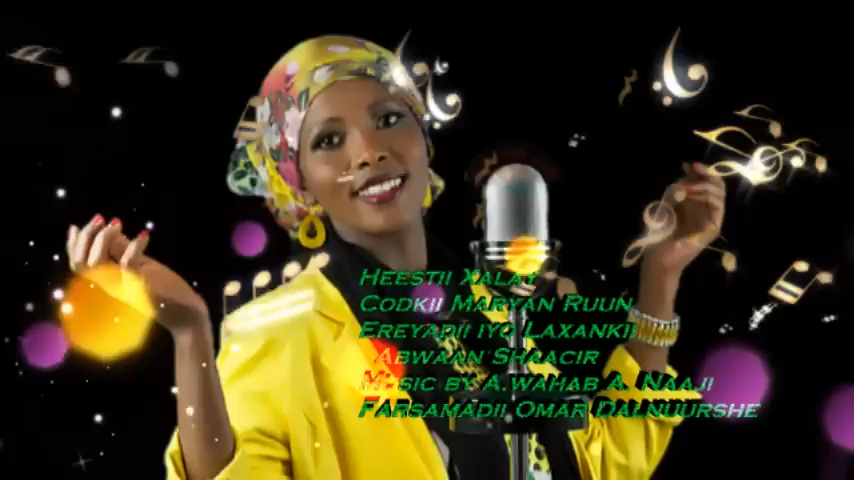 Heestii Xalay
Codkii Maryan Ruun
Ereyadii iyo Laxankii
Abwaan Shaacir
Music by A.wahab A. Naaji
Farsamadii Omar Dalnuurshe